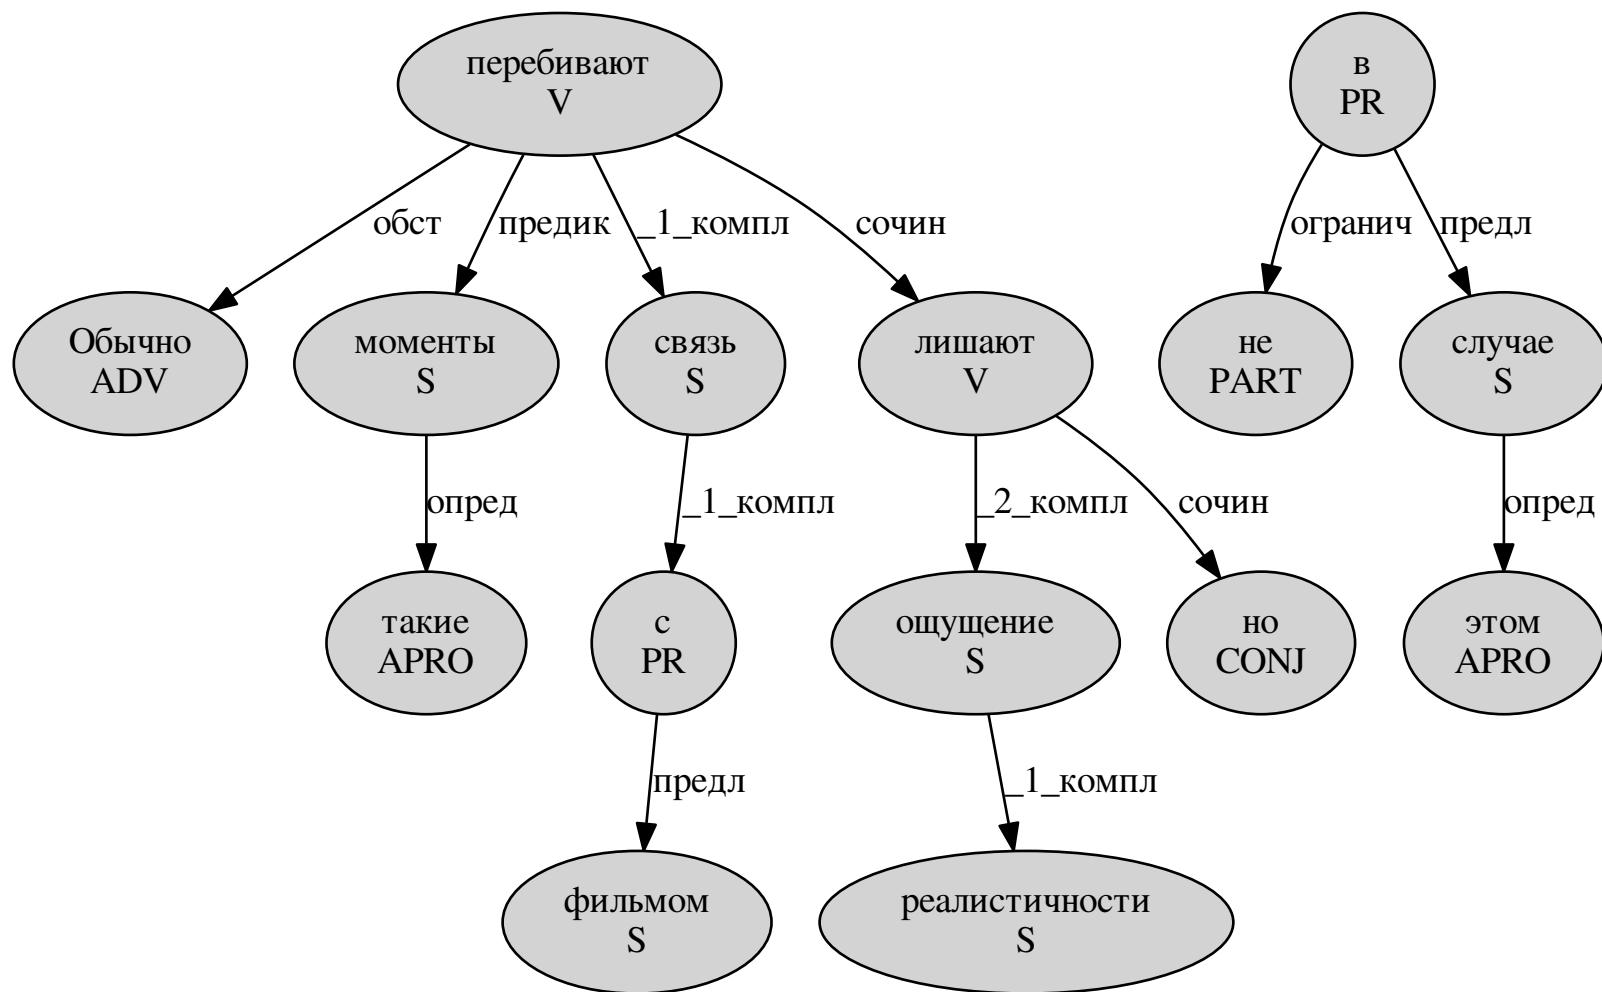 перебивают
V
в
PR
обст
предик
_1_компл
сочин
огранич
предл
Обычно
ADV
моменты
S
связь
S
лишают
V
не
PART
случае
S
опред
_1_компл
_2_компл
сочин
опред
такие
APRO
с
PR
ощущение
S
но
CONJ
этом
APRO
предл
_1_компл
фильмом
S
реалистичности
S